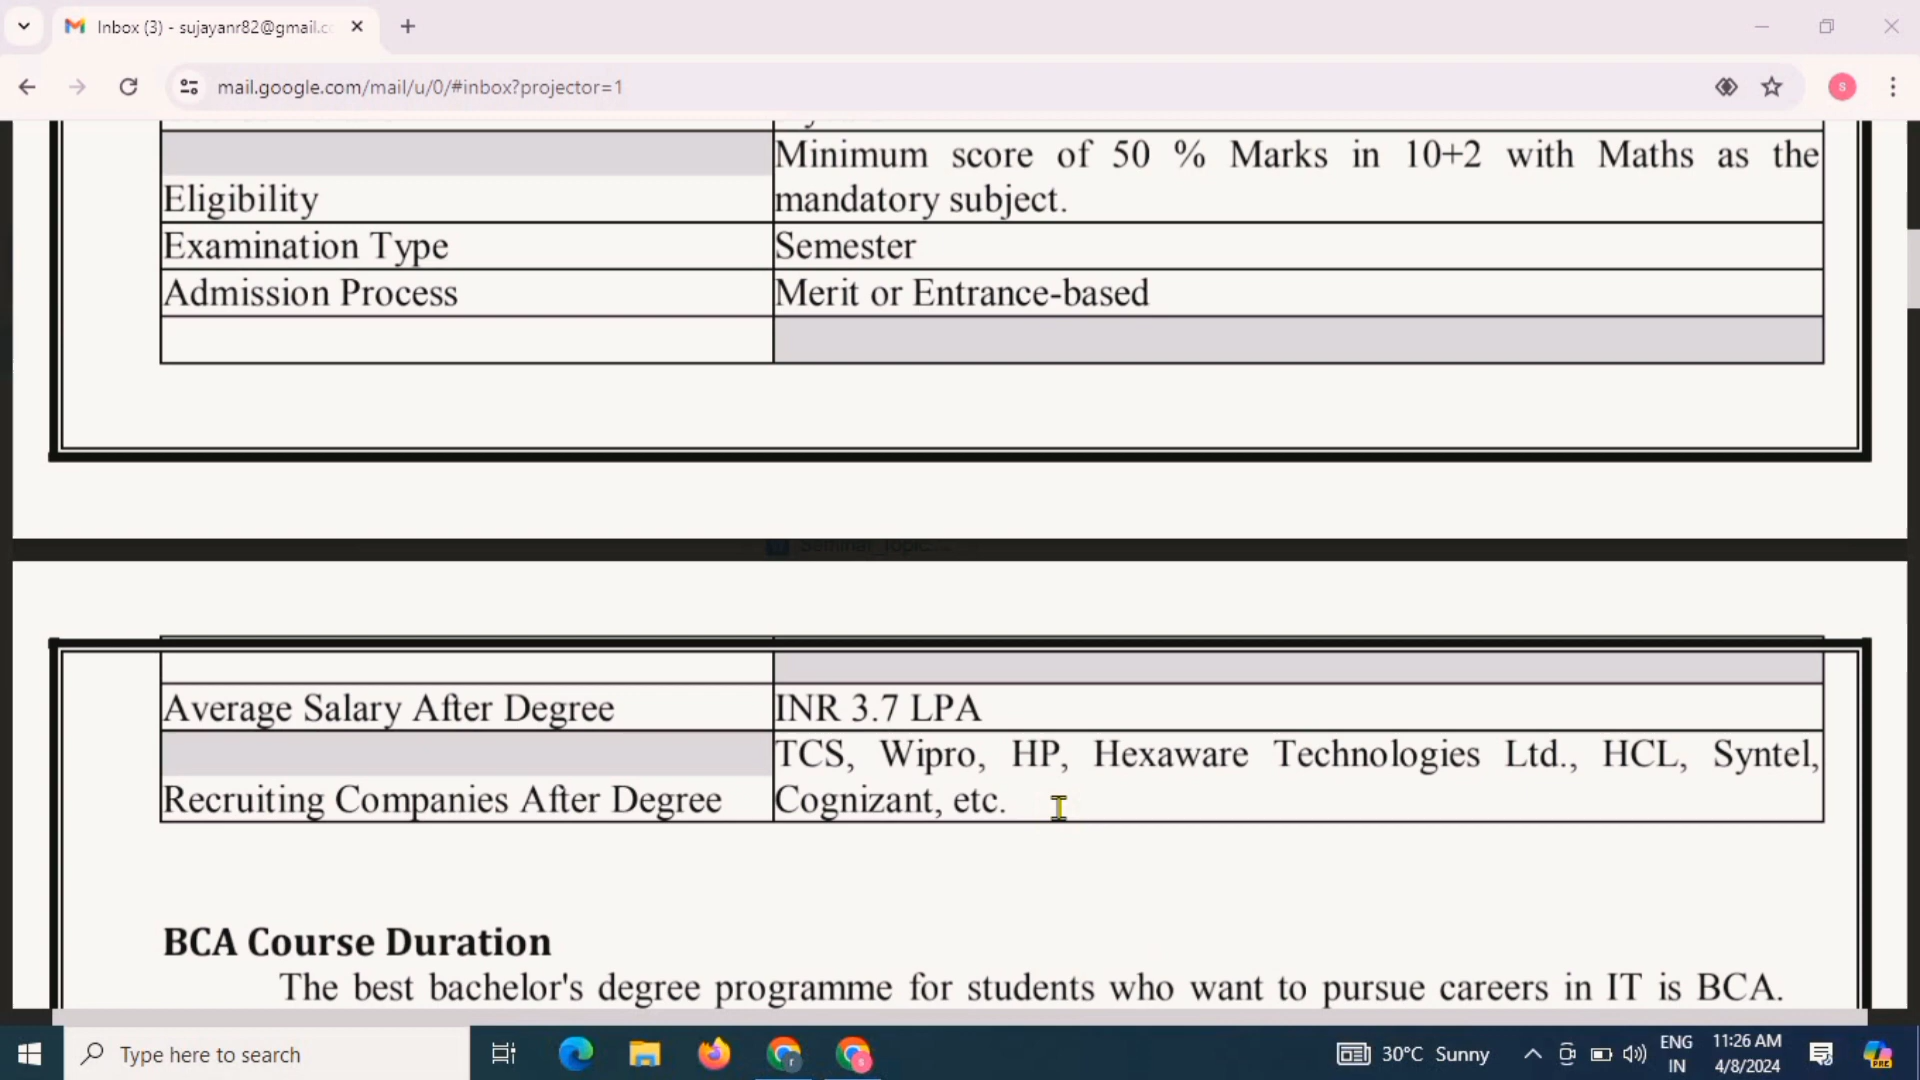 Inbox (3) - sujayanr82@gmail.c
mail.google.com/mail/u/0/#inbox?projector=1
s
Minimum score of 50 % Marks in 10+2 with Maths as the
Eligibility mandatory subject.
Examination Type Semester
Admission Process Merit or Entrance-based
Average Salary After Degree INR 3.7 LPA
TCS, Wipro, HP, Hexaware Technologies Ltd., HCL, Syntel,
Recruiting Companies After Degree Cognizant, etc.
BCA Course Duration
The best bachelor's degree programme for students who want to pursue careers in IT is BCA.
Type here to search
30°C Sunny
ENG
IN
11:26 AM
4/8/2024
PRE